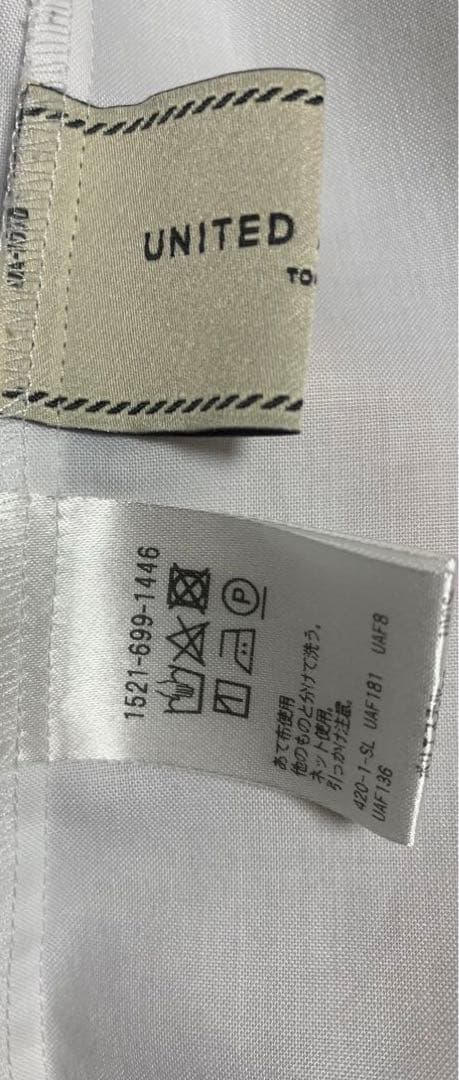 UNITED
TO
1521-699-1446
P
あて布使用
他のものと分けて洗う。
ネット使用。
引っかけ注意。
420-1-SL UAF181 UAF8
UAF136